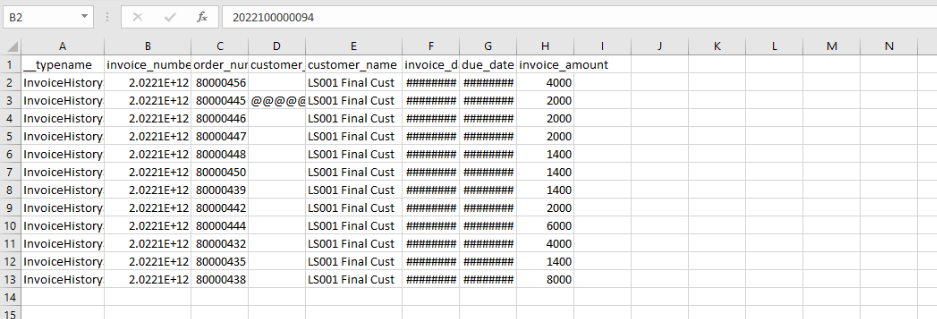 B2 fx 2022100000094
A B C D E F G H I J K L M N
1 __typename invoice_numbe order_num customer_ customer_name invoice_da due_date invoice_amount
2 InvoiceHistory 2.0221E+12 80000456 LS001 Final Cust ######## ######## 4000
3 InvoiceHistory 2.0221E+12 80000445 @@@@@ LS001 Final Cust ######## ######## 2000
4 InvoiceHistory 2.0221E+12 80000446 LS001 Final Cust ######## ######## 2000
5 InvoiceHistory 2.0221E+12 80000447 LS001 Final Cust ######## ######## 2000
6 InvoiceHistory 2.0221E+12 80000448 LS001 Final Cust ######## ######## 1400
7 InvoiceHistory 2.0221E+12 80000450 LS001 Final Cust ######## ######## 1400
8 InvoiceHistory 2.0221E+12 80000439 LS001 Final Cust ######## ######## 1400
9 InvoiceHistory 2.0221E+12 80000442 LS001 Final Cust ######## ######## 2000
10 InvoiceHistory 2.0221E+12 80000444 LS001 Final Cust ######## ######## 6000
11 InvoiceHistory 2.0221E+12 80000432 LS001 Final Cust ######## ######## 4000
12 InvoiceHistory 2.0221E+12 80000435 LS001 Final Cust ######## ######## 1400
13 InvoiceHistory 2.0221E+12 80000438 LS001 Final Cust ######## ######## 8000
14
15